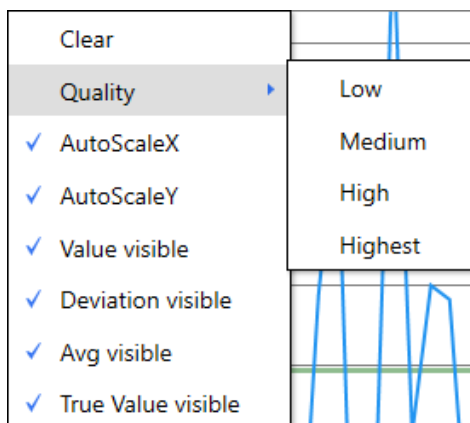 Clear
Quality
AutoScaleX
AutoScaleY
Value visible
Deviation visible
Avg visible
True Value visible
Low
Medium
High
Highest